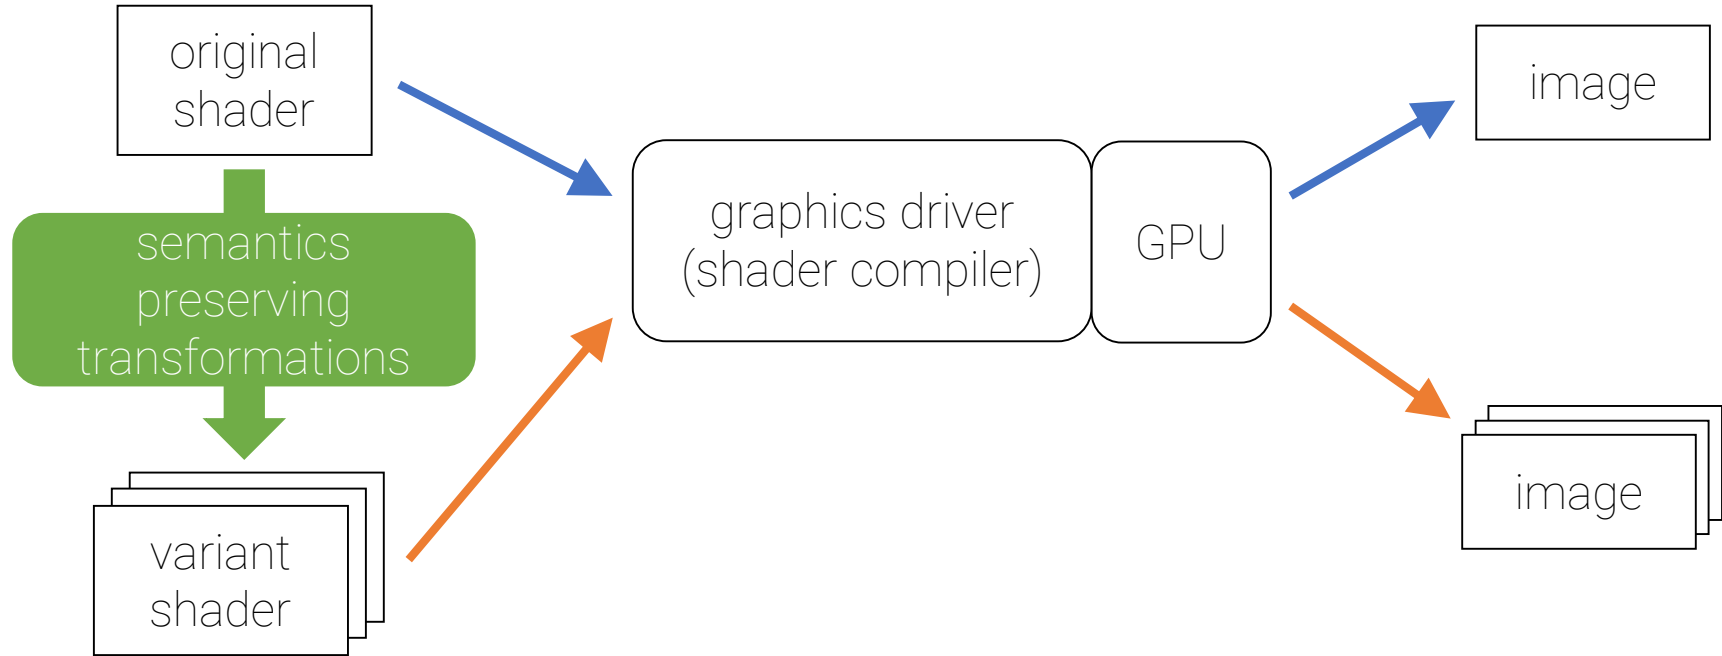 original
shader
semantics
preserving
transformations
variant
shader
graphics driver
(shader compiler)
GPU
image
image